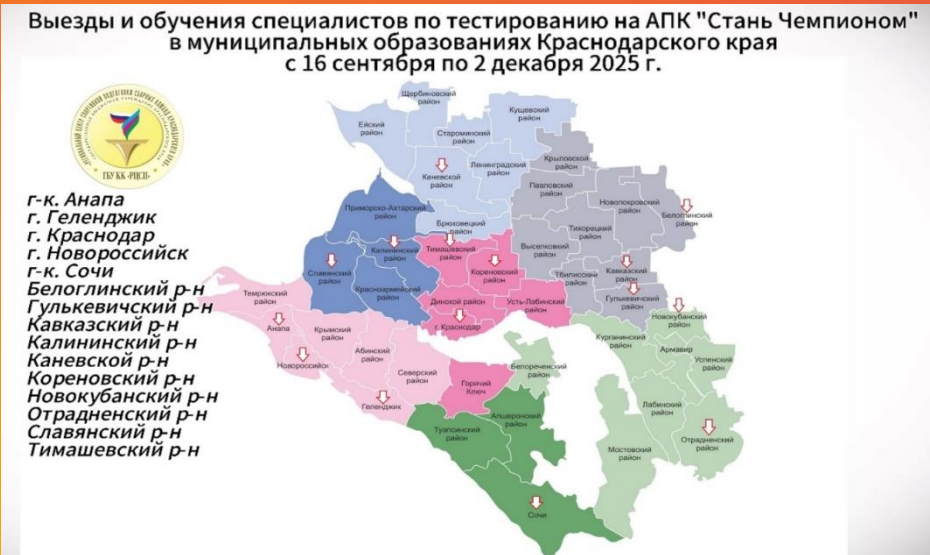 Выезды и обучения специалистов по тестированию на АПК "Стань Чемпионом"
в муниципальных образованиях Краснодарского края
с 16 сентября по 2 декабря 2025 г.
ГБУ КК «РЦСП»
г-к. Анапа
г. Геленджик
г. Краснодар
г. Новороссийск
г-к. Сочи
Белоглинский р-н
Гулькевичский р-н
Кавказский р-н
Калининский р-н
Каневской р-н
Кореновский р-н
Новокубанский р-н
Отрадненский р-н
Славянский р-н
Тимашевский р-н
Щербиновский
район
Ейский
район
Кущевский
район
Староминский
район
Каневской
район
Ленинградский
район
Крыловской
район
Павловский
район
Новопокровский
район
Белоглинский
район
Приморско-Ахтарский
район
Брюховецкий
район
Тихорецкий
район
Калининский
район
Тимашевский
район
Выселковский
район
Славянский
район
Кореновский
район
Тбилисский
район
Кавказский
район
Красноармейский
район
Гулькевичский
район
Темрюкский
район
Динской район
Усть-Лабинский
район
Новокубанский
район
Анапа
Крымский
район
г. Краснодар
Курганинский
район
Армавир
Новороссийск
Абинский
район
Северский
район
Белореченский
район
Успенский
район
Горячий
Ключ
Геленджик
Лабинский
район
Апшеронский
район
Туапсинский
район
Отрадненский
район
Мостовский
район
Сочи